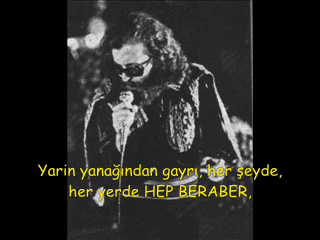 Yarin yanağından gayrı, her şeyde,
her yerde HEP BERABER,